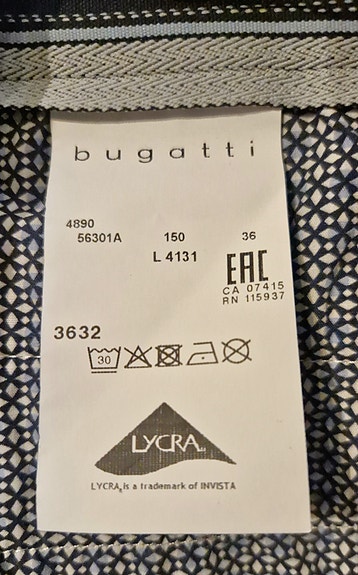 bugatti
4890
56301A 150 36
L 4131
EAC
CA 07415
RN 115937
3632
30
LYCRA
LYCRA is a trademark of INVISTA